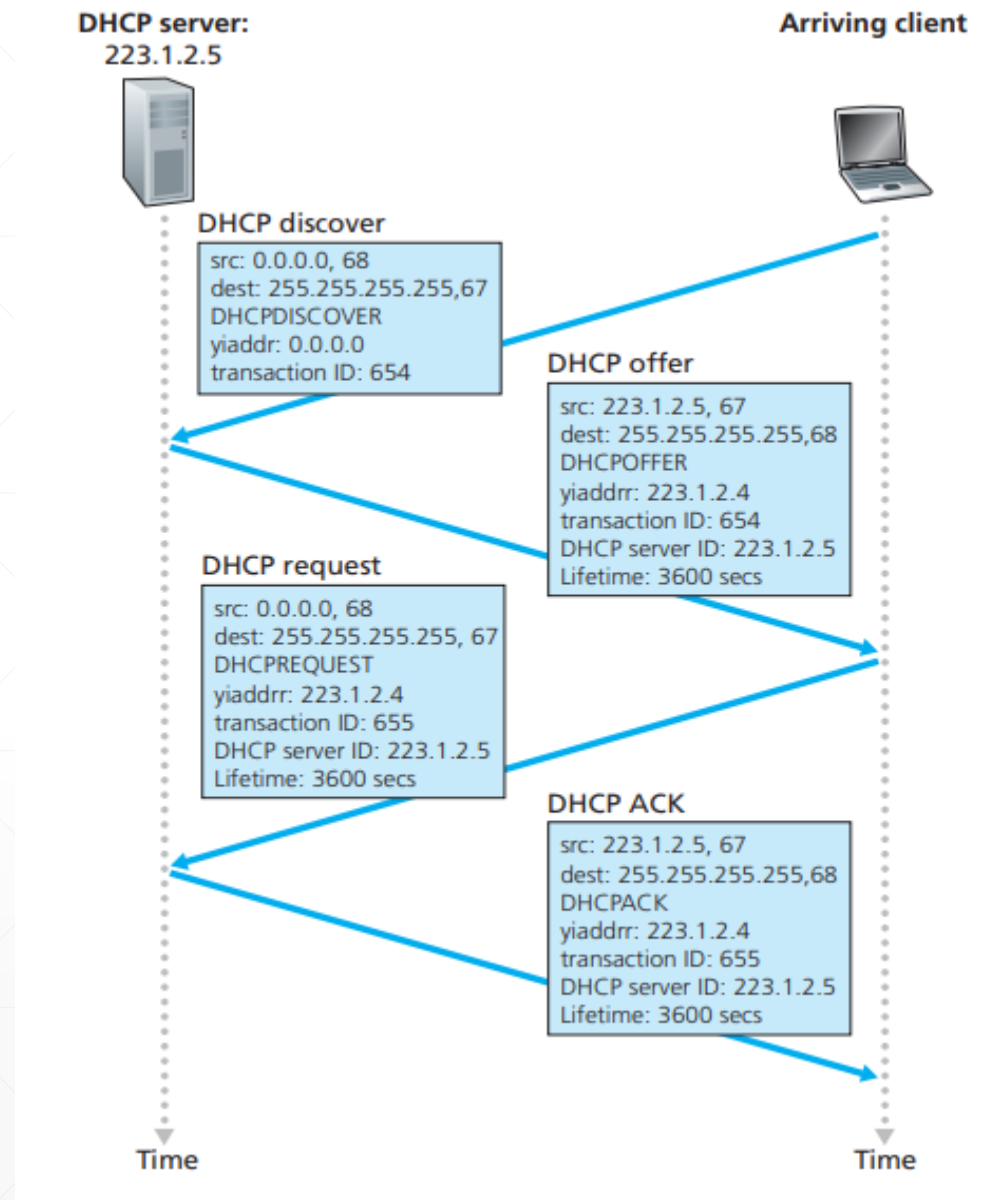 DHCP server:
223.1.2.5
Arriving client
DHCP discover
src: 0.0.0.0, 68
dest: 255.255.255.255,67
DHCPDISCOVER
yiaddr: 0.0.0.0
transaction ID: 654
DHCP offer
src: 223.1.2.5, 67
dest: 255.255.255.255,68
DHCPOFFER
yiaddrr: 223.1.2.4
transaction ID: 654
DHCP server ID: 223.1.2.5
Lifetime: 3600 secs
DHCP request
src: 0.0.0.0, 68
dest: 255.255.255.255, 67
DHCPREQUEST
yiaddrr: 223.1.2.4
transaction ID: 655
DHCP server ID: 223.1.2.5
Lifetime: 3600 secs
DHCP ACK
src: 223.1.2.5, 67
dest: 255.255.255.255,68
DHCPACK
yiaddrr: 223.1.2.4
transaction ID: 655
DHCP server ID: 223.1.2.5
Lifetime: 3600 secs
Time
Time